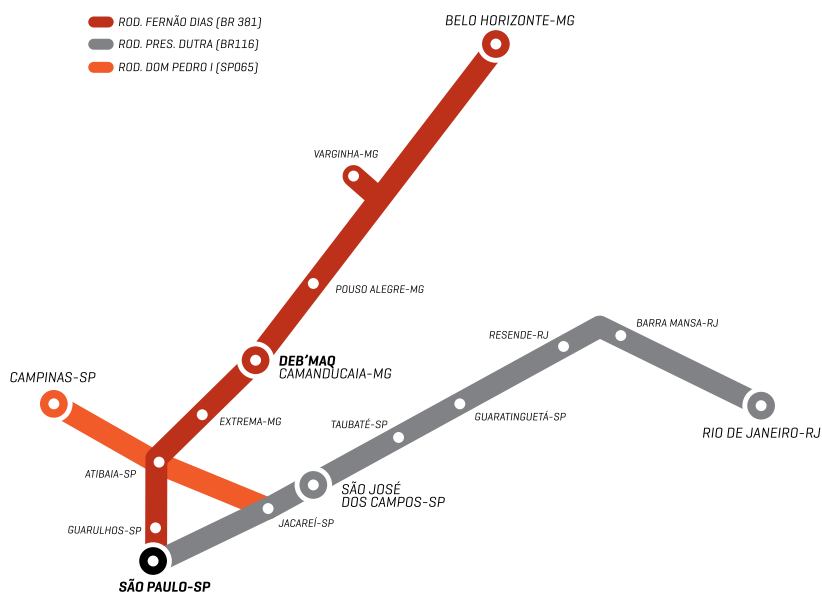 BELO HORIZONTE-MG
ROD. FERNÃO DIAS (BR 381)
ROD. PRES. DUTRA (BR116)
ROD. DOM PEDRO I (SP065)
VARGINHA-MG
POUSO ALEGRE-MG
BARRA MANSA-RJ
RESENDE-RJ
DEB'MAQ
CAMANDUCAIA-MG
CAMPINAS-SP
GUARATINGUETÁ-SP
EXTREMA-MG
TAUBATÉ-SP
RIO DE JANEIRO-RJ
ATIBAIA-SP
SÃO JOSÉ
DOS CAMPOS-SP
JACAREÍ-SP
GUARULHOS-SP
SÃO PAULO-SP